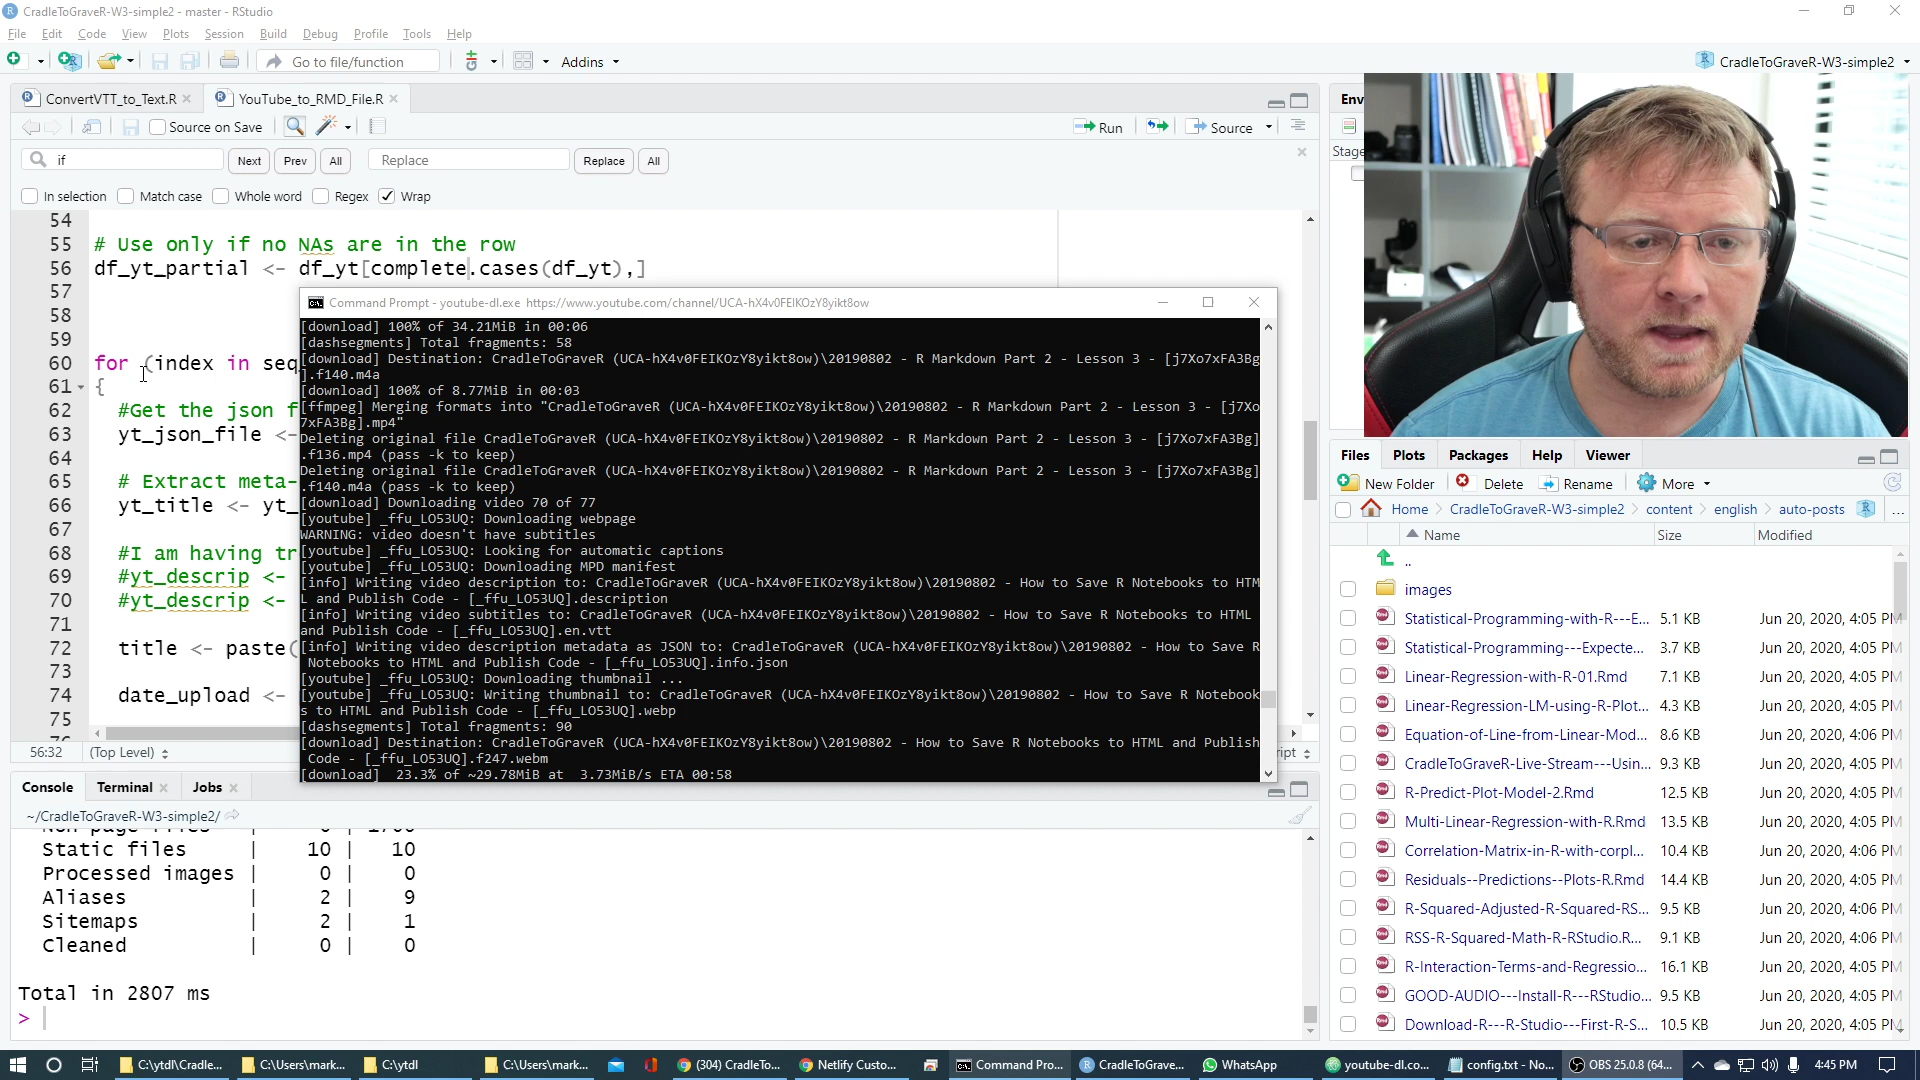 CradleToGraveR-W3-simple2 - master - RStudio
File Edit Code View Plots Session Build Debug Profile Tools Help
Go to file/function Addins CradleToGraveR-W3-simple2
ConvertVTT_to_Text.R YouTube_to_RMD_File.R
Source on Save Run Source
if Next Prev All Replace Replace All
In selection Match case Whole word Regex Wrap
54
55 # Use only if no NAs are in the row
56 df_yt_partial <- df_yt[complete.cases(df_yt),]
57
58
59
60 for (index in seq
61 {
62 #Get the json f
63 yt_json_file <-
64
65 # Extract meta-
66 yt_title <- yt_
67
68 #I am having tr
69 #yt_descrip <-
70 #yt_descrip <-
71
72 title <- paste(
73
74 date_upload <-
75
56:32 (Top Level)
Command Prompt - youtube-dl.exe https://www.youtube.com/channel/UCA-hX4v0FEIKOzY8yikt8ow
[download] 100% of 34.21MiB in 00:06
[dashsegments] Total fragments: 58
[download] Destination: CradleToGraveR (UCA-hX4v0FEIKOzY8yikt8ow)\20190802 - R Markdown Part 2 - Lesson 3 - [j7Xo7xFA3Bg
].f140.m4a
[download] 100% of 8.77MiB in 00:03
[ffmpeg] Merging formats into "CradleToGraveR (UCA-hX4v0FEIKOzY8yikt8ow)\20190802 - R Markdown Part 2 - Lesson 3 - [j7Xo
7xFA3Bg].mp4"
Deleting original file CradleToGraveR (UCA-hX4v0FEIKOzY8yikt8ow)\20190802 - R Markdown Part 2 - Lesson 3 - [j7Xo7xFA3Bg]
.f136.mp4 (pass -k to keep)
Deleting original file CradleToGraveR (UCA-hX4v0FEIKOzY8yikt8ow)\20190802 - R Markdown Part 2 - Lesson 3 - [j7Xo7xFA3Bg]
.f140.m4a (pass -k to keep)
[download] Downloading video 70 of 77
[youtube] _ffu_LO53UQ: Downloading webpage
WARNING: video doesn't have subtitles
[youtube] _ffu_LO53UQ: Looking for automatic captions
[youtube] _ffu_LO53UQ: Downloading MPD manifest
[info] Writing video description to: CradleToGraveR (UCA-hX4v0FEIKOzY8yikt8ow)\20190802 - How to Save R Notebooks to HTM
L and Publish Code - [_ffu_LO53UQ].description
[info] Writing video subtitles to: CradleToGraveR (UCA-hX4v0FEIKOzY8yikt8ow)\20190802 - How to Save R Notebooks to HTML
and Publish Code - [_ffu_LO53UQ].en.vtt
[info] Writing video description metadata as JSON to: CradleToGraveR (UCA-hX4v0FEIKOzY8yikt8ow)\20190802 - How to Save R
Notebooks to HTML and Publish Code - [_ffu_LO53UQ].info.json
[youtube] _ffu_LO53UQ: Downloading thumbnail ...
[youtube] _ffu_LO53UQ: Writing thumbnail to: CradleToGraveR (UCA-hX4v0FEIKOzY8yikt8ow)\20190802 - How to Save R Notebook
s to HTML and Publish Code - [_ffu_LO53UQ].webp
[dashsegments] Total fragments: 90
[download] Destination: CradleToGraveR (UCA-hX4v0FEIKOzY8yikt8ow)\20190802 - How to Save R Notebooks to HTML and Publish
Code - [_ffu_LO53UQ].f247.webm
[download] 23.3% of ~29.78MiB at 3.73MiB/s ETA 00:58
ipt
Console Terminal Jobs
~/CradleToGraveR-W3-simple2/
Non-page files | 0 | 1700
Static files | 10 | 10
Processed images | 0 | 0
Aliases | 2 | 9
Sitemaps | 2 | 1
Cleaned | 0 | 0
Total in 2807 ms
>
Env
Stage
Files Plots Packages Help Viewer
New Folder Delete Rename More
Home CradleToGraveR-W3-simple2 content english auto-posts ...
Name Size Modified
..
images
Statistical-Programming-with-R---E... 5.1 KB Jun 20, 2020, 4:05 PM
Statistical-Programming---Expecte... 3.7 KB Jun 20, 2020, 4:05 PM
Linear-Regression-with-R-01.Rmd 7.1 KB Jun 20, 2020, 4:05 PM
Linear-Regression-LM-using-R-Plot... 4.3 KB Jun 20, 2020, 4:05 PM
Equation-of-Line-from-Linear-Mod... 8.6 KB Jun 20, 2020, 4:05 PM
CradleToGraveR-Live-Stream---Usin... 9.3 KB Jun 20, 2020, 4:05 PM
R-Predict-Plot-Model-2.Rmd 12.5 KB Jun 20, 2020, 4:05 PM
Multi-Linear-Regression-with-R.Rmd 13.5 KB Jun 20, 2020, 4:05 PM
Correlation-Matrix-in-R-with-corpl... 10.4 KB Jun 20, 2020, 4:06 PM
Residuals--Predictions--Plots-R.Rmd 14.4 KB Jun 20, 2020, 4:05 PM
R-Squared-Adjusted-R-Squared-RS... 9.5 KB Jun 20, 2020, 4:06 PM
RSS-R-Squared-Math-R-RStudio.R... 9.1 KB Jun 20, 2020, 4:06 PM
R-Interaction-Terms-and-Regressio... 16.1 KB Jun 20, 2020, 4:05 PM
GOOD-AUDIO---Install-R---RStudio... 9.5 KB Jun 20, 2020, 4:05 PM
Download-R---R-Studio---First-R-S... 10.5 KB Jun 20, 2020, 4:05 PM
C:\ytdl\Cradle... C:\Users\mark... C:\ytdl C:\Users\mark... (304) CradleTo... Netlify Custo... Command Pro... CradleToGrave... WhatsApp youtube-dl.co... config.txt - No... OBS 25.0.8 (64... 4:45 PM